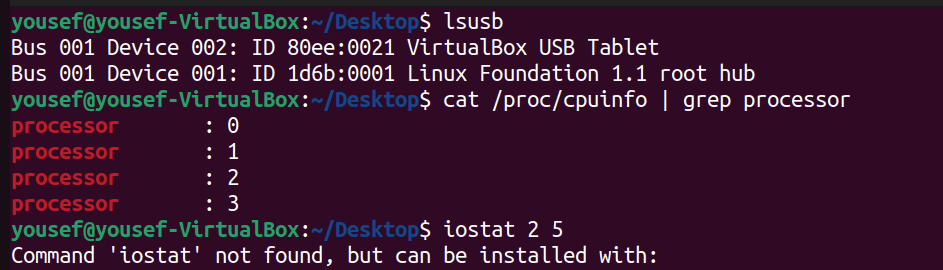 yousef@yousef-VirtualBox:~/Desktop$ lsusb
Bus 001 Device 002: ID 80ee:0021 VirtualBox USB Tablet
Bus 001 Device 001: ID 1d6b:0001 Linux Foundation 1.1 root hub
yousef@yousef-VirtualBox:~/Desktop$ cat /proc/cpuinfo | grep processor
processor       : 0
processor       : 1
processor       : 2
processor       : 3
yousef@yousef-VirtualBox:~/Desktop$ iostat 2 5
Command 'iostat' not found, but can be installed with: